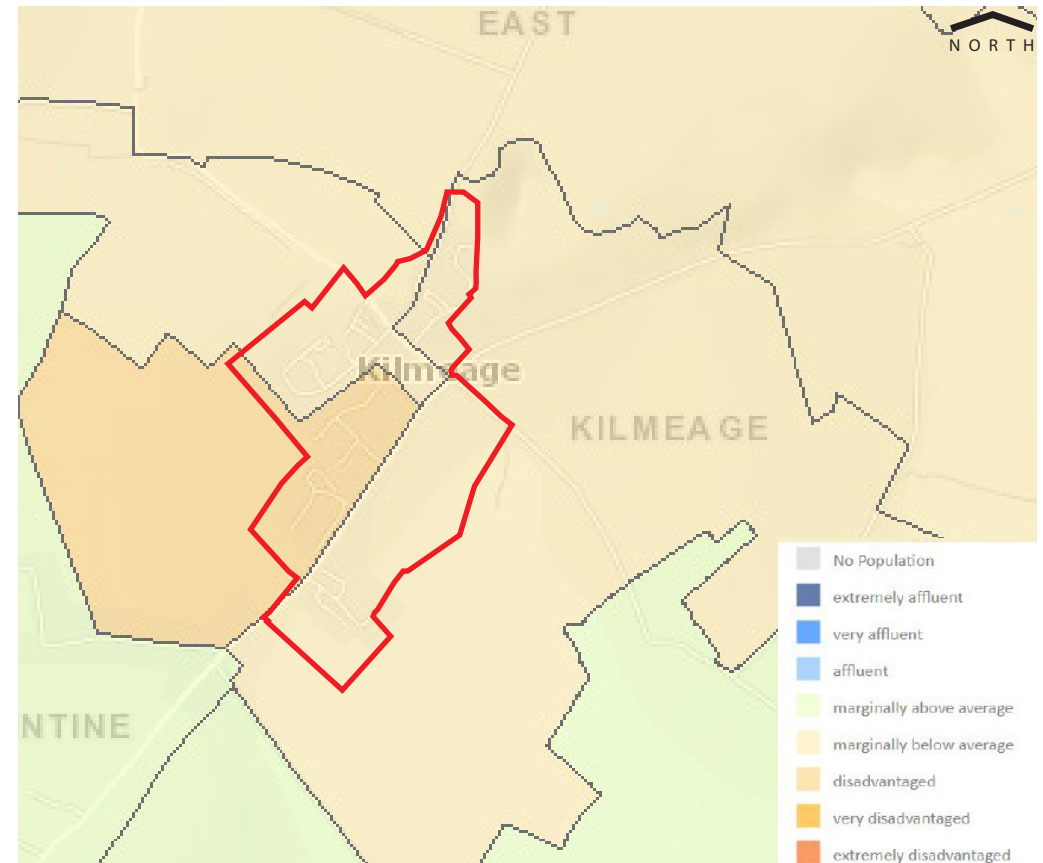 EAST
NORTH
Kilmeage
KILMEAGE
NTINE
No Population
extremely affluent
very affluent
affluent
marginally above average
marginally below average
disadvantaged
very disadvantaged
extremely disadvantaged